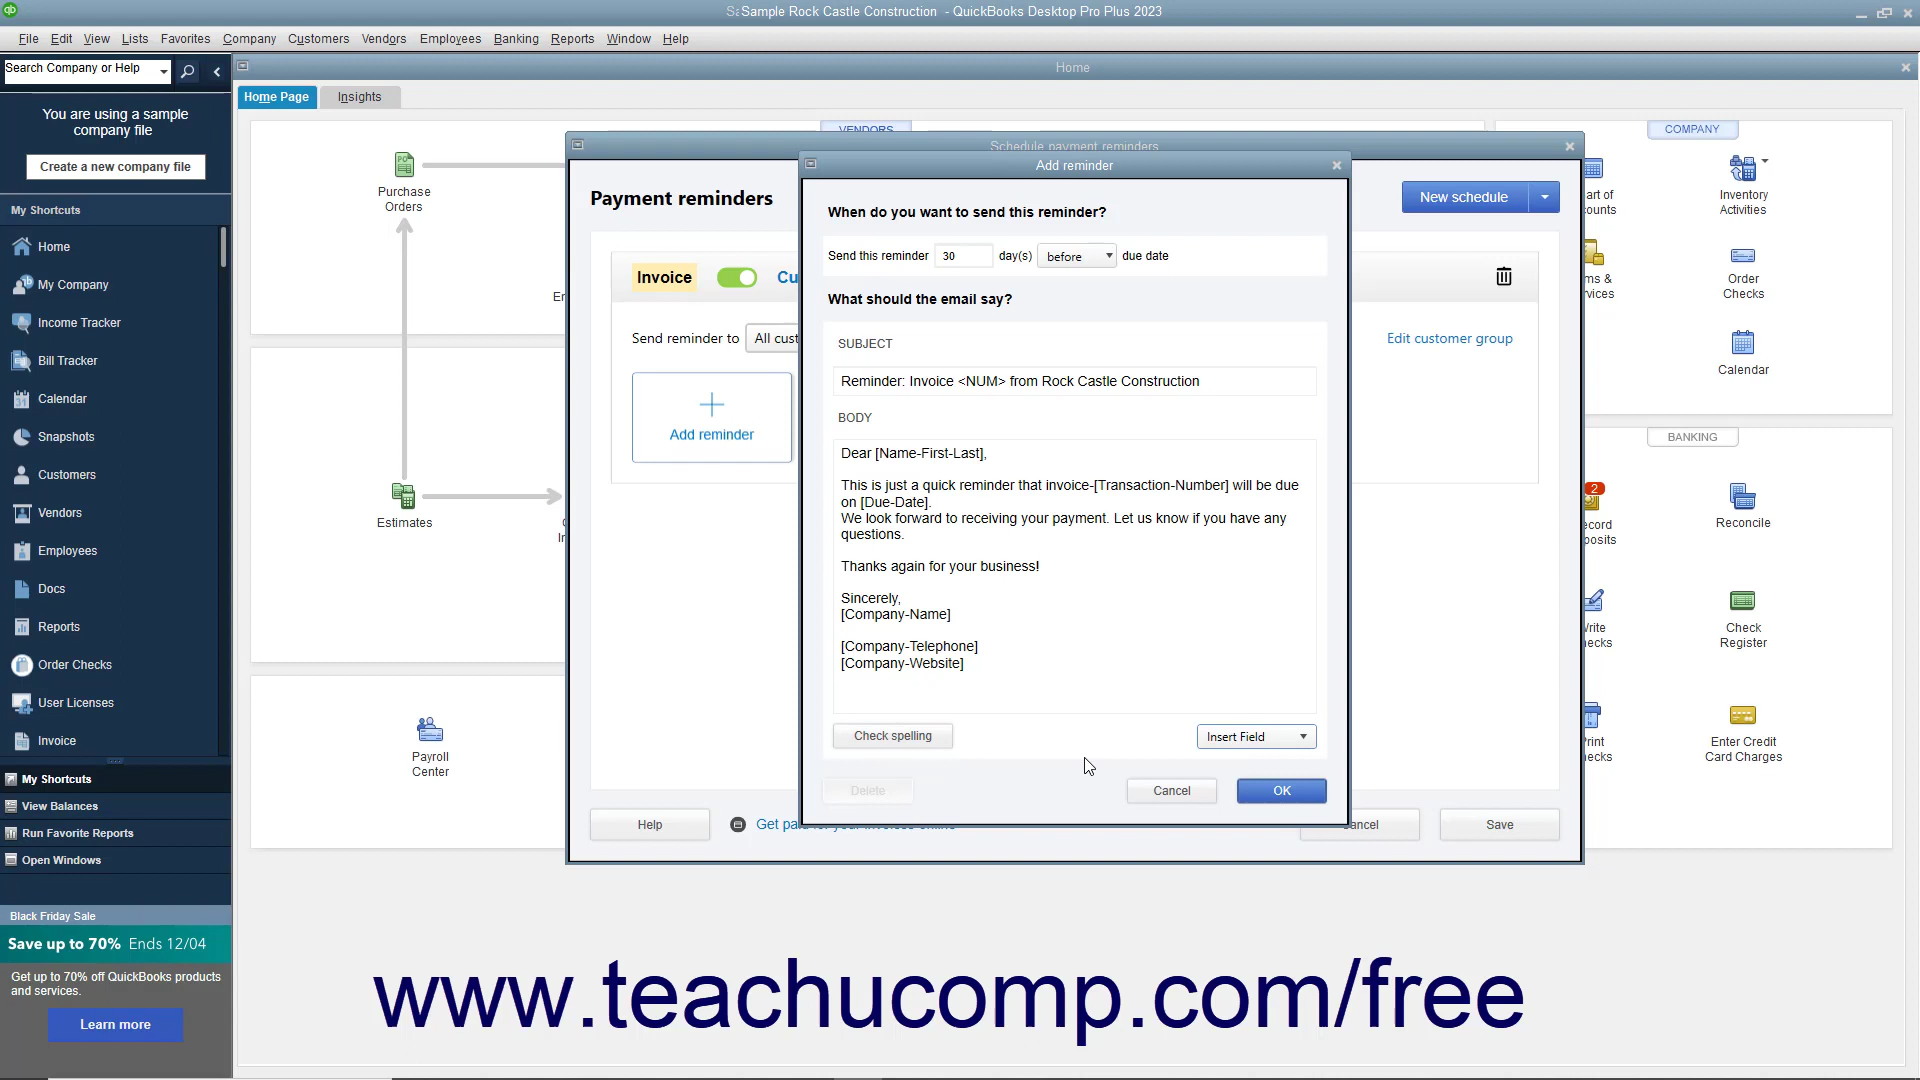 Sample Rock Castle Construction - QuickBooks Desktop Pro Plus 2023
File Edit View Lists Favorites Company Customers Vendors Employees Banking Reports Window Help
Search Company or Help
Home
Home Page
Insights
You are using a sample
company file
Create a new company file
My Shortcuts
Home
My Company
Income Tracker
Bill Tracker
Calendar
Snapshots
Customers
Vendors
Employees
Docs
Reports
Order Checks
User Licenses
Invoice
My Shortcuts
View Balances
Run Favorite Reports
Open Windows
Black Friday Sale
Save up to 70% Ends 12/04
Get up to 70% off QuickBooks products
and services.
Learn more
VENDORS
Purchase
Orders
Estimates
Payroll
Center
Schedule payment reminders
Payment reminders
New schedule
Invoice
Send reminder to
Edit customer group
Add reminder
Help
Save
Add reminder
When do you want to send this reminder?
Send this reminder 30 day(s) before due date
What should the email say?
SUBJECT
Reminder: Invoice <NUM> from Rock Castle Construction
BODY
Dear [Name-First-Last],
This is just a quick reminder that invoice-[Transaction-Number] will be due
on [Due-Date].
We look forward to receiving your payment. Let us know if you have any
questions.
Thanks again for your business!
Sincerely,
[Company-Name]
[Company-Telephone]
[Company-Website]
Check spelling
Insert Field
Delete
Cancel
OK
COMPANY
Inventory
Activities
Order
Checks
Calendar
BANKING
2
Reconcile
Check
Register
Enter Credit
Card Charges
www.teachucomp.com/free